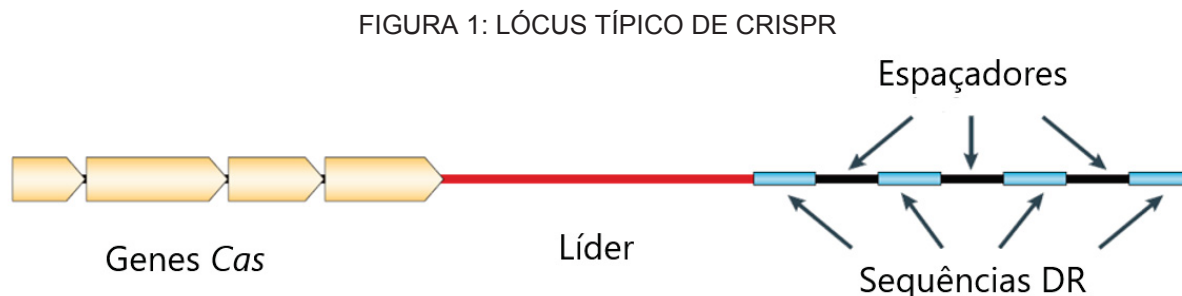 FIGURA 1: LÓCUS TÍPICO DE CRISPR
Espaçadores
Genes Cas
Líder
Sequências DR